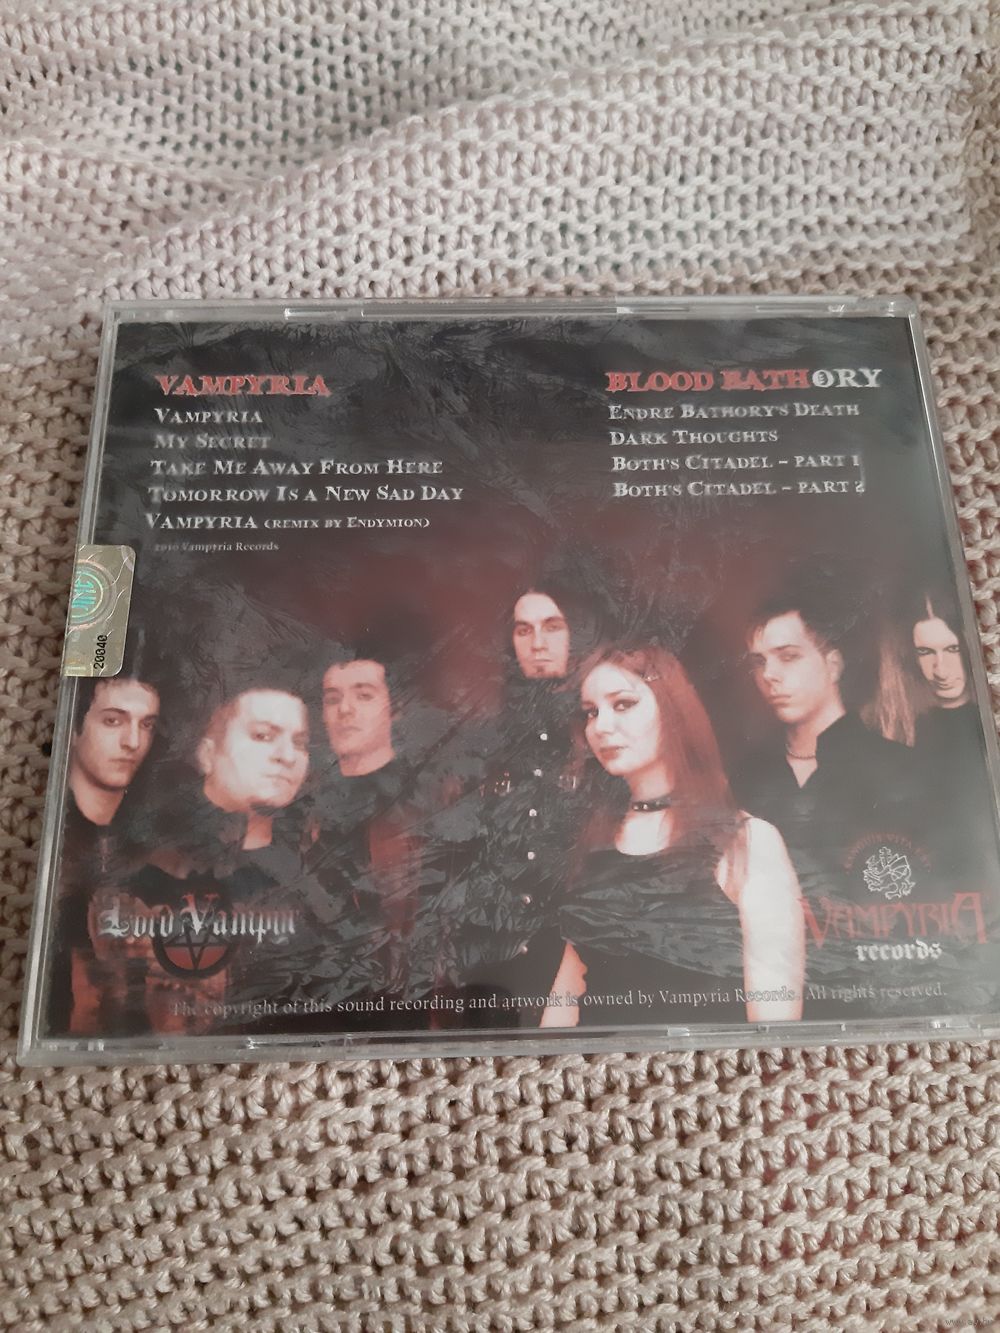 VAMPYRIA
VAMPYRIA
MY SECRET
TAKE ME AWAY FROM HERE
TOMORROW IS A NEW SAD DAY
VAMPYRIA (REMIX BY ENDYMION)
2010 Vampyria Records
BLOOD BATHORY
ENDRE BATHORY'S DEATH
DARK THOUGHTS
BOTH'S CITADEL – PART 1
BOTH'S CITADEL – PART 2
20040
Lord Vampyr
VAMPYRIA
records
The copyright of this sound recording and artwork is owned by Vampyria Records. All rights reserved.